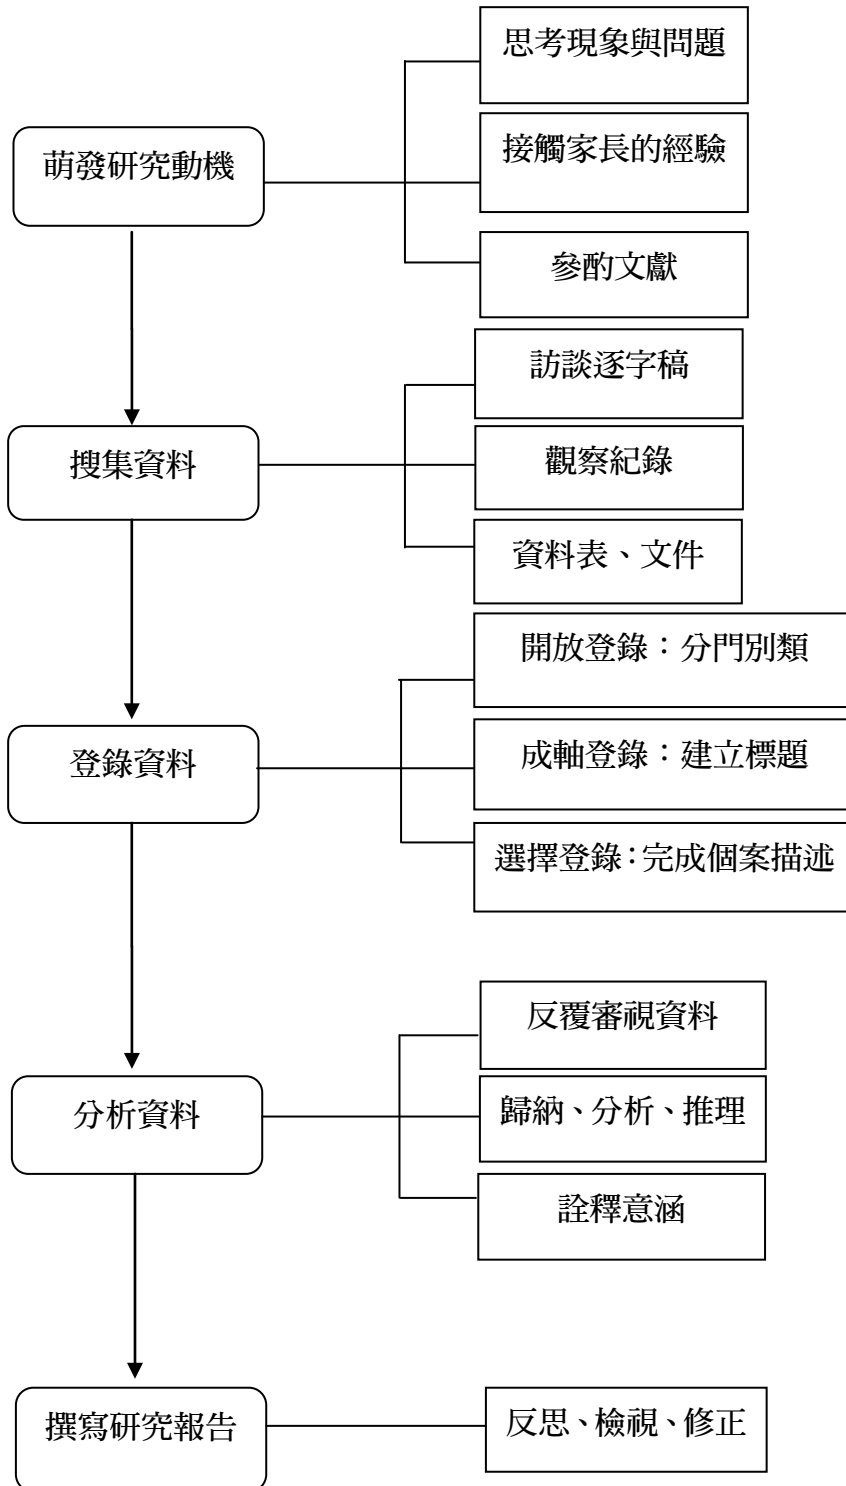 思考現象與問題
萌發研究動機
接觸家長的經驗
參酌文獻
訪談逐字稿
搜集資料
觀察紀錄
資料表、文件
開放登錄：分門別類
登錄資料
成軸登錄：建立標題
選擇登錄：完成個案描述
反覆審視資料
分析資料
歸納、分析、推理
詮釋意涵
撰寫研究報告
反思、檢視、修正